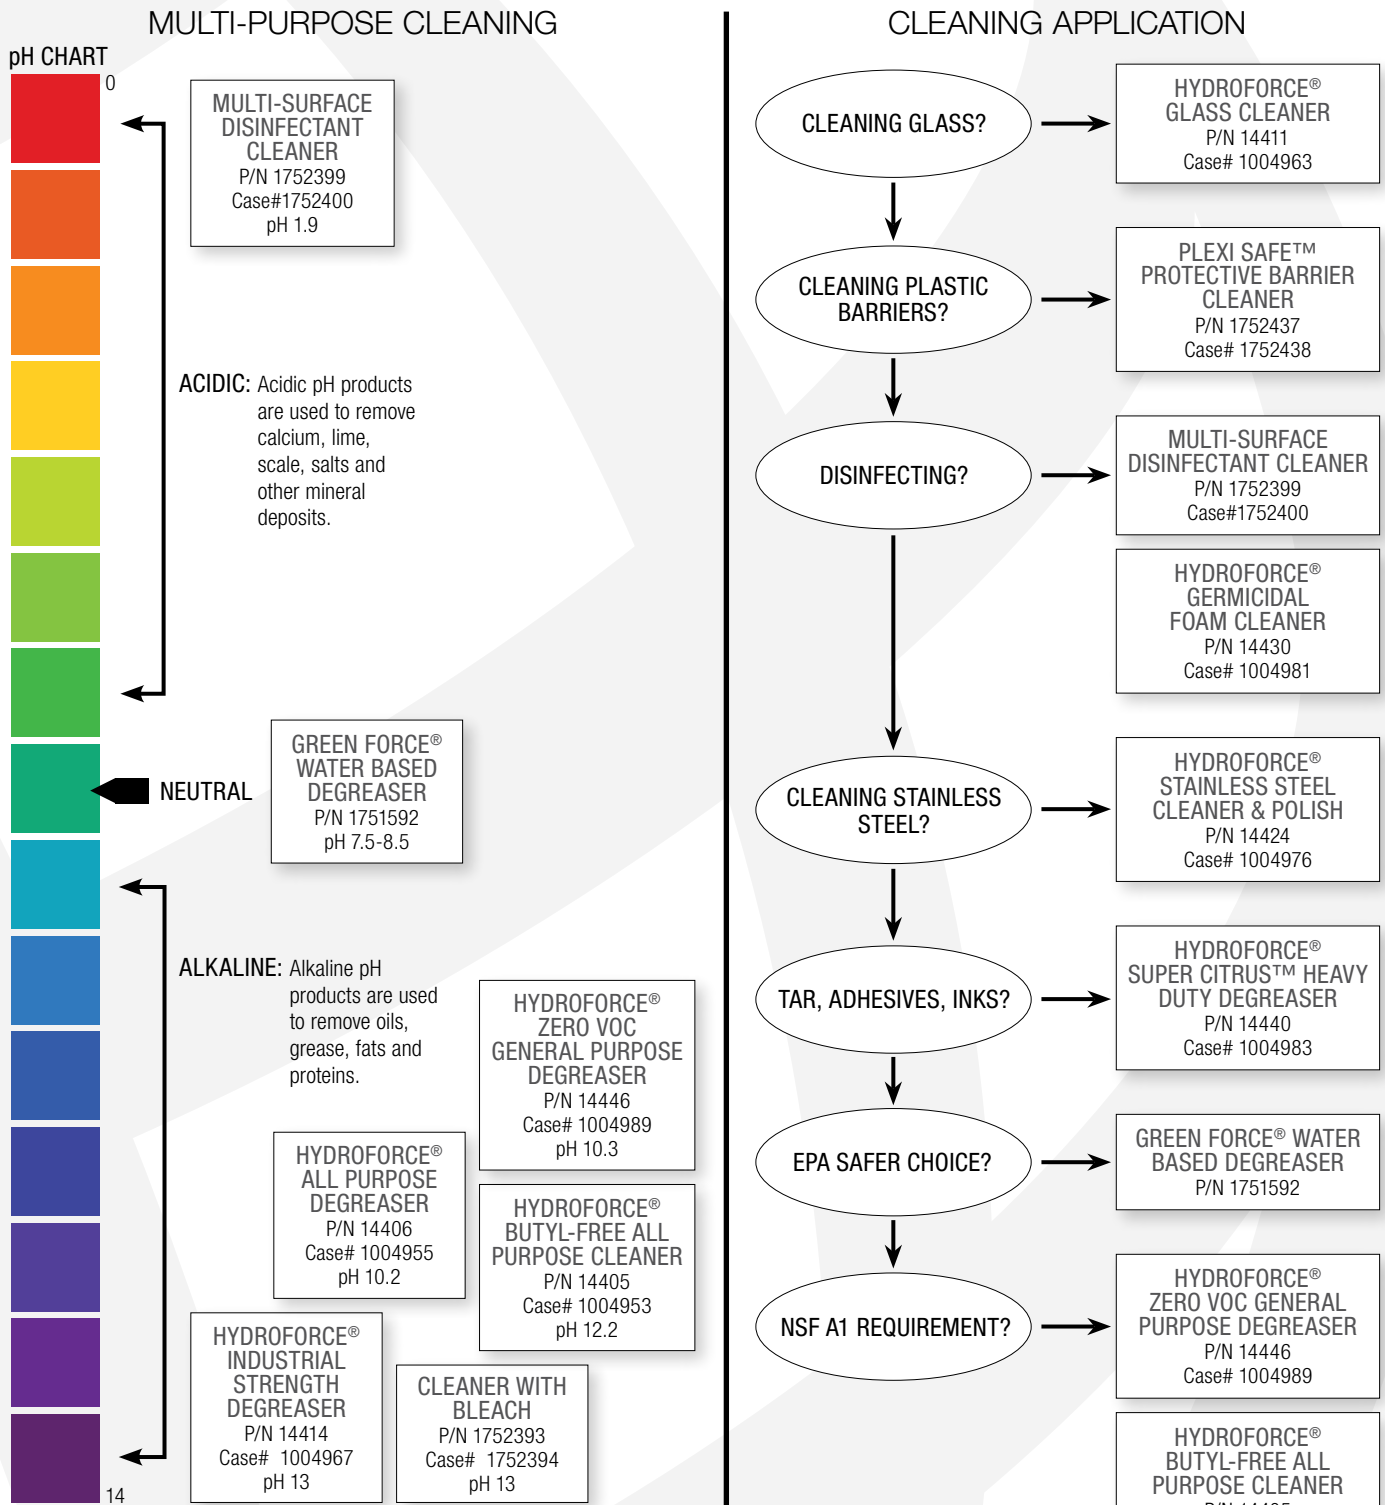 MULTI-PURPOSE CLEANING
pH CHART
0
MULTI-SURFACE
DISINFECTANT
CLEANER
P/N 1752399
Case#1752400
pH 1.9
ACIDIC: Acidic pH products
are used to remove
calcium, lime,
scale, salts and
other mineral
deposits.
NEUTRAL
GREEN FORCE®
WATER BASED
DEGREASER
P/N 1751592
pH 7.5-8.5
ALKALINE: Alkaline pH
products are used
to remove oils,
grease, fats and
proteins.
HYDROFORCE®
ZERO VOC
GENERAL PURPOSE
DEGREASER
P/N 14446
Case# 1004989
pH 10.3
HYDROFORCE®
ALL PURPOSE
DEGREASER
P/N 14406
Case# 1004955
pH 10.2
HYDROFORCE®
BUTYL-FREE ALL
PURPOSE CLEANER
P/N 14405
Case# 1004953
pH 12.2
HYDROFORCE®
INDUSTRIAL
STRENGTH
DEGREASER
P/N 14414
Case# 1004967
pH 13
CLEANER WITH
BLEACH
P/N 1752393
Case# 1752394
pH 13
14
CLEANING APPLICATION
CLEANING GLASS?
HYDROFORCE®
GLASS CLEANER
P/N 14411
Case# 1004963
CLEANING PLASTIC
BARRIERS?
PLEXI SAFE™
PROTECTIVE BARRIER
CLEANER
P/N 1752437
Case# 1752438
DISINFECTING?
MULTI-SURFACE
DISINFECTANT CLEANER
P/N 1752399
Case#1752400
HYDROFORCE®
GERMICIDAL
FOAM CLEANER
P/N 14430
Case# 1004981
CLEANING STAINLESS
STEEL?
HYDROFORCE®
STAINLESS STEEL
CLEANER & POLISH
P/N 14424
Case# 1004976
TAR, ADHESIVES, INKS?
HYDROFORCE®
SUPER CITRUS™ HEAVY
DUTY DEGREASER
P/N 14440
Case# 1004983
EPA SAFER CHOICE?
GREEN FORCE® WATER
BASED DEGREASER
P/N 1751592
NSF A1 REQUIREMENT?
HYDROFORCE®
ZERO VOC GENERAL
PURPOSE DEGREASER
P/N 14446
Case# 1004989
HYDROFORCE®
BUTYL-FREE ALL
PURPOSE CLEANER